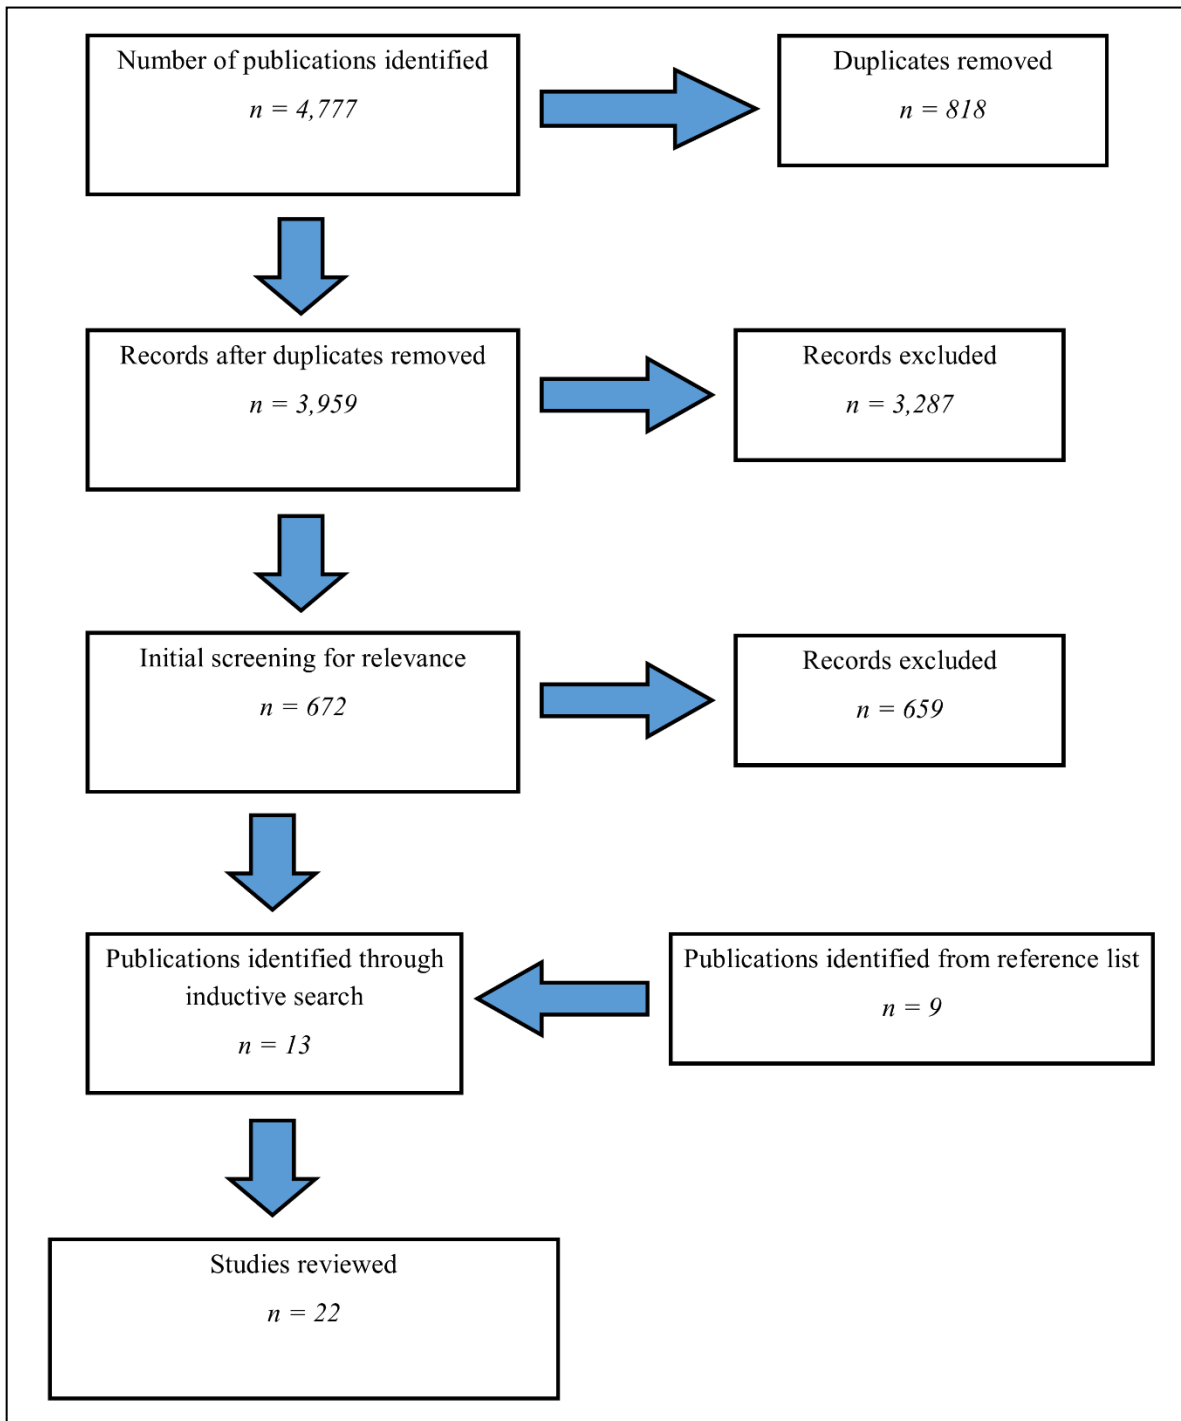 Number of publications identified
n = 4,777
Duplicates removed
n = 818
Records after duplicates removed
n = 3,959
Records excluded
n = 3,287
Initial screening for relevance
n = 672
Records excluded
n = 659
Publications identified through
inductive search
n = 13
Publications identified from reference list
n = 9
Studies reviewed
n = 22